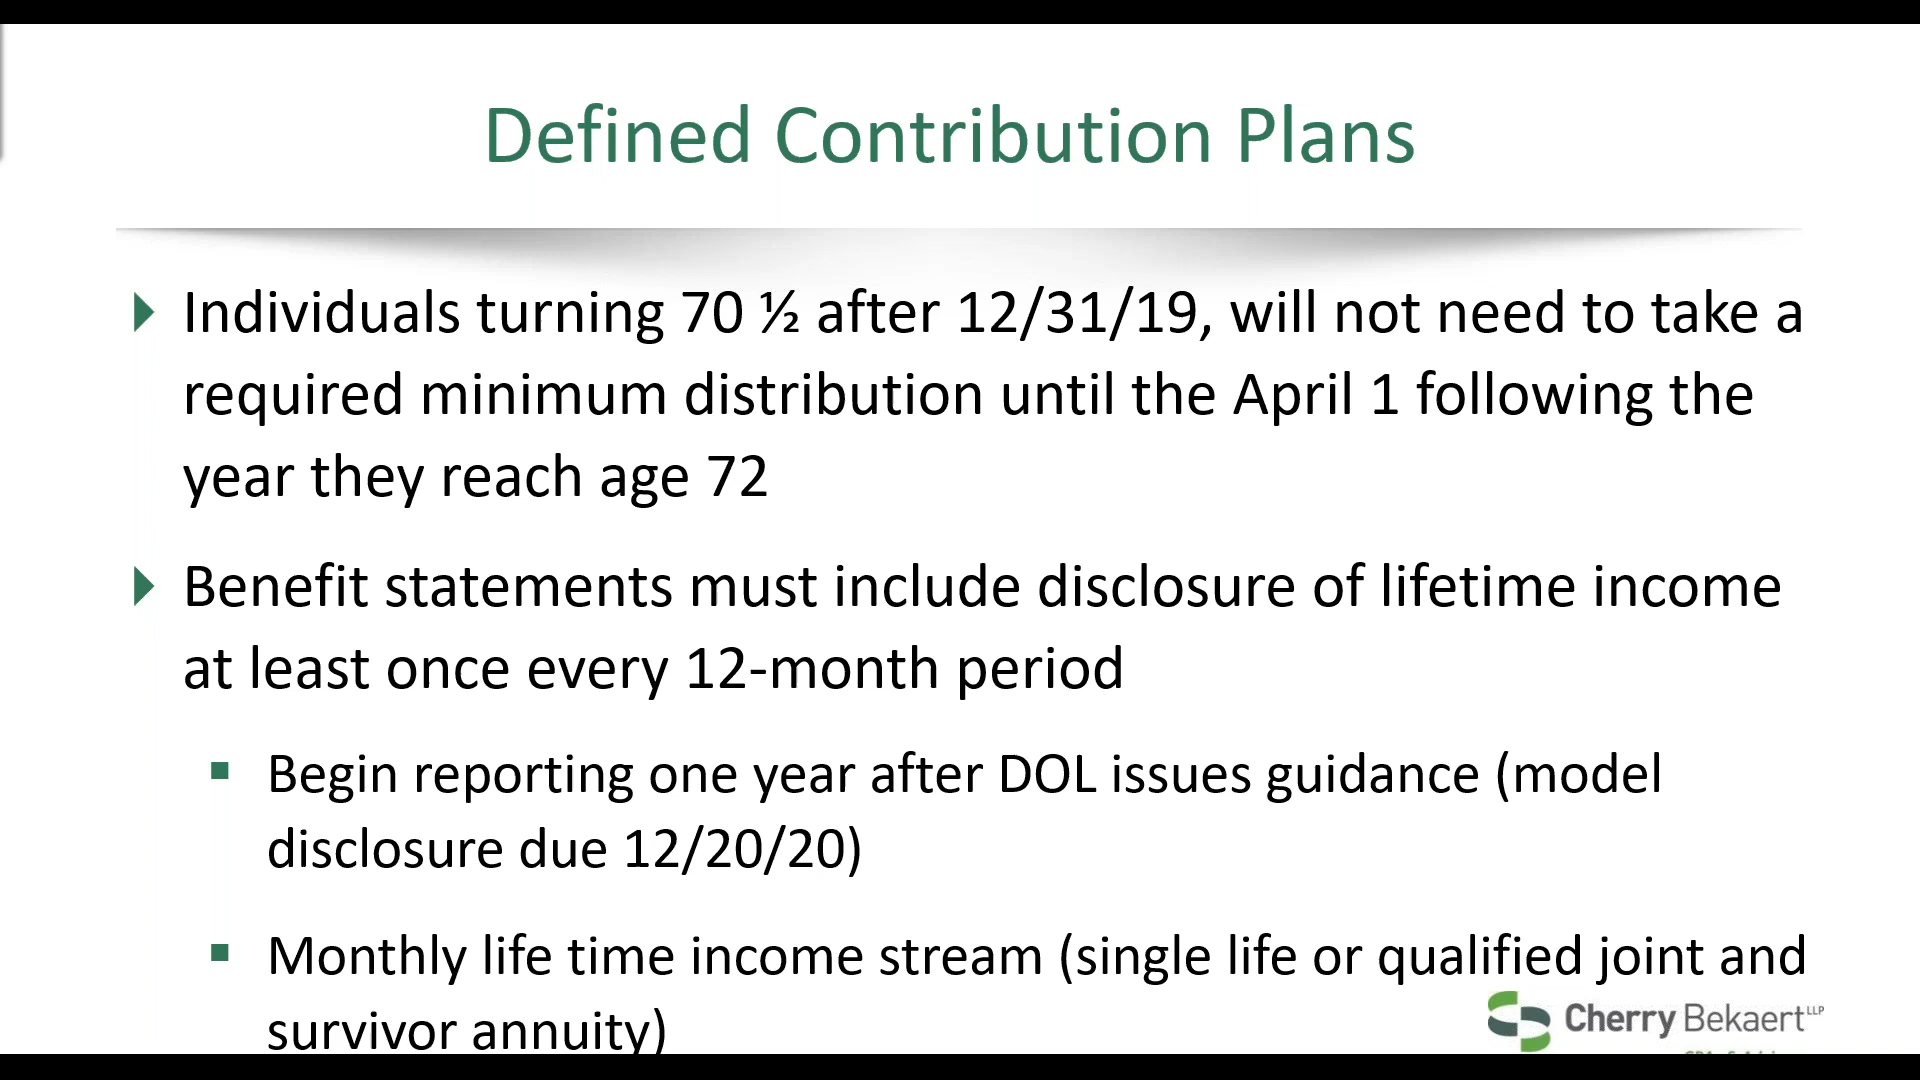 Defined Contribution Plans
Individuals turning 70 ½ after 12/31/19, will not need to take a
required minimum distribution until the April 1 following the
year they reach age 72
Benefit statements must include disclosure of lifetime income
at least once every 12-month period
Begin reporting one year after DOL issues guidance (model
disclosure due 12/20/20)
Monthly life time income stream (single life or qualified joint and
survivor annuity)
Cherry Bekaert LLP